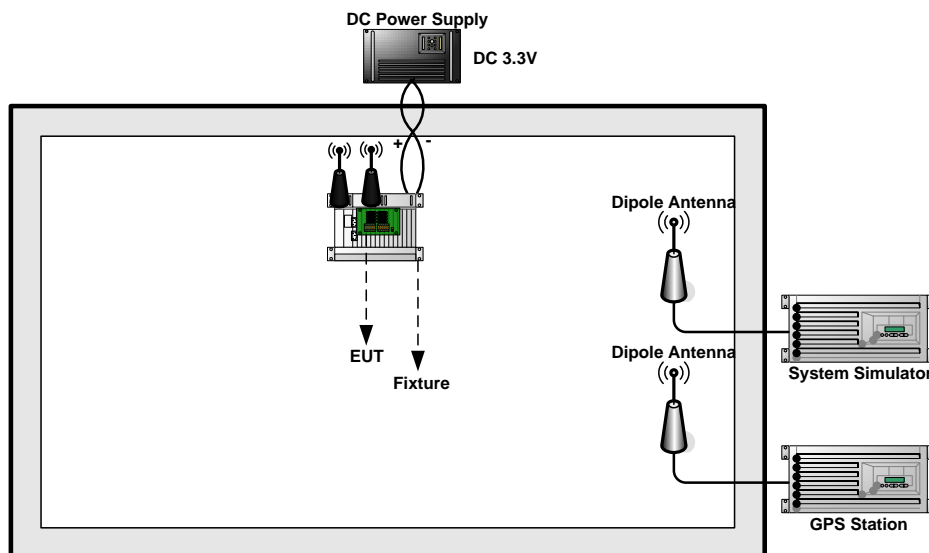 DC Power Supply
DC 3.3V
+ -
Dipole Antenna
EUT
Dipole Antenna
Fixture
System Simulator
GPS Station